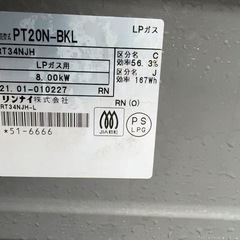 PT20N-BKL LPガス
RT34NJH
LPガス用
8.00kW
21.01-010227 RN
リンナイ株式会社
RT34NJH-L
*51-6666
区分名 C
効率56.3%
区分名 J
効率 167Wh
RN(O)
JIA
PS
LPG